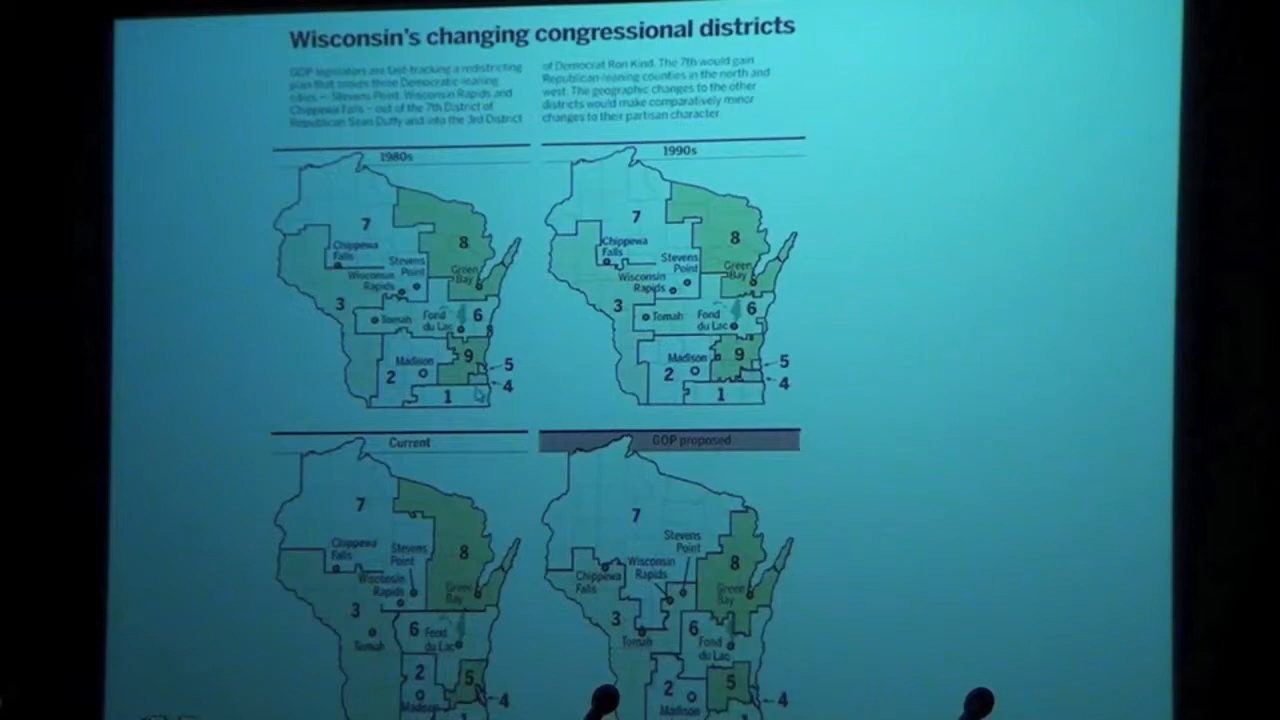 Wisconsin's changing congressional districts
GOP legislators are fast-tracking a redistricting
plan that moves three Democratic-leaning
cities – Stevens Point, Wisconsin Rapids and
Chippewa Falls – out of the 7th District of
Republican Sean Duffy and into the 3rd District
of Democrat Ron Kind. The 7th would gain
Republican-leaning counties in the north and
west. The geographic changes to the other
districts would make comparatively minor
changes to their partisan character.
1980s
7
8
Chippewa
Falls
Stevens
Point
Wisconsin
Rapids
Green
Bay
3
Tomah
Fond
du Lac
6
Madison
9
5
2
4
1
1990s
7
8
Chippewa
Falls
Stevens
Point
Wisconsin
Rapids
Green
Bay
3
Tomah
Fond
du Lac
6
Madison
9
5
2
4
1
Current
7
8
Chippewa
Falls
Stevens
Point
Wisconsin
Rapids
Green
Bay
3
Tomah
6
Fond
du Lac
2
5
4
Madison
1
GOP proposed
7
Stevens
Point
8
Wisconsin
Rapids
Chippewa
Falls
Green
Bay
3
Tomah
6
Fond
du Lac
2
5
4
Madison
1